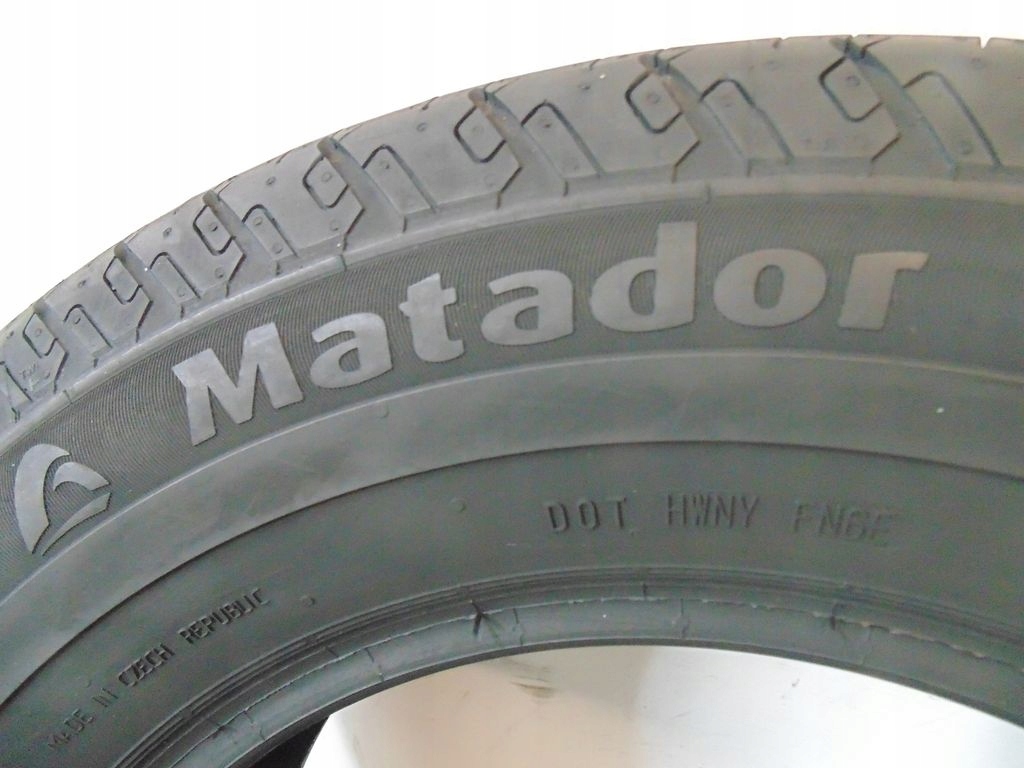 Matador
DOT HWNY FN6E
MADE IN CZECH REPUBLIC